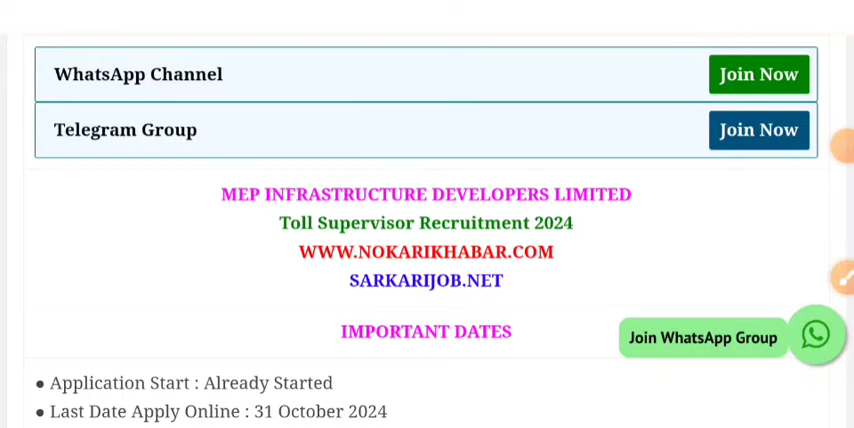 WhatsApp Channel Join Now
Telegram Group Join Now
MEP INFRASTRUCTURE DEVELOPERS LIMITED
Toll Supervisor Recruitment 2024
WWW.NOKARIKHABAR.COM
SARKARIJOB.NET
IMPORTANT DATES
Join WhatsApp Group
● Application Start : Already Started
● Last Date Apply Online : 31 October 2024